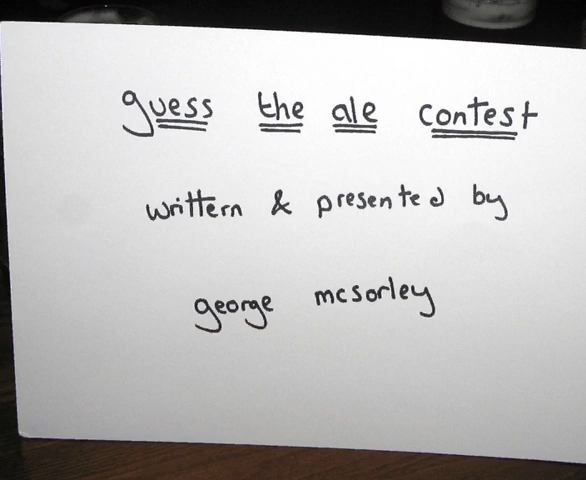 guess the ale contest
writtern & presented by
george mcsorley